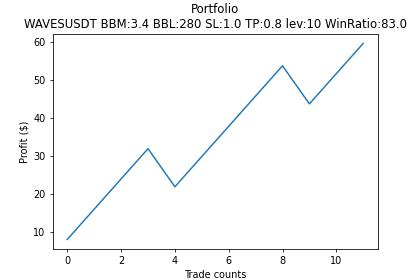 Portfolio
WAVESUSDT BBM:3.4 BBL:280 SL:1.0 TP:0.8 lev:10 WinRatio:83.0
60
50
40
30
20
10
Profit ($)
0 2 4 6 8 10
Trade counts